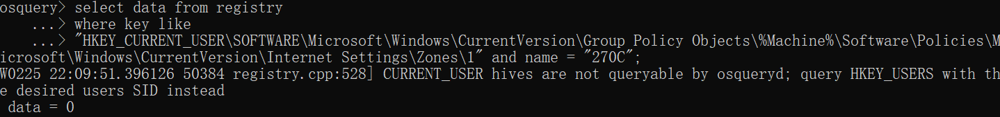 osquery> select data from registry
    ...> where key like
    ...> "HKEY_CURRENT_USER\SOFTWARE\Microsoft\Windows\CurrentVersion\Group Policy Objects\%Machine%\Software\Policies\M
icrosoft\Windows\CurrentVersion\Internet Settings\Zones\1" and name = "270C";
W0225 22:09:51.396126 50384 registry.cpp:528] CURRENT_USER hives are not queryable by osqueryd; query HKEY_USERS with th
e desired users SID instead
 data = 0